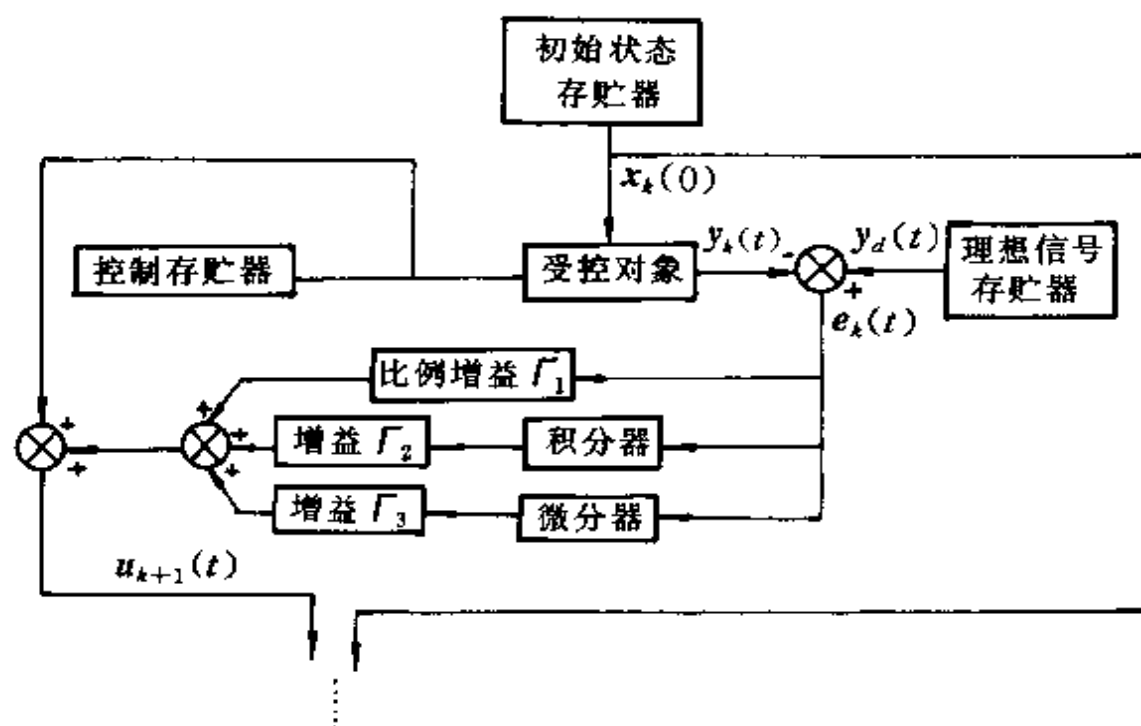 初始状态
存贮器
x_k(0)
控制存贮器
受控对象
y_k(t)
-
y_d(t)
+
理想信号
存贮器
e_k(t)
比例增益 Γ_1
+
+
+
增益 Γ_2
积分器
+
+
增益 Γ_3
微分器
u_{k+1}(t)